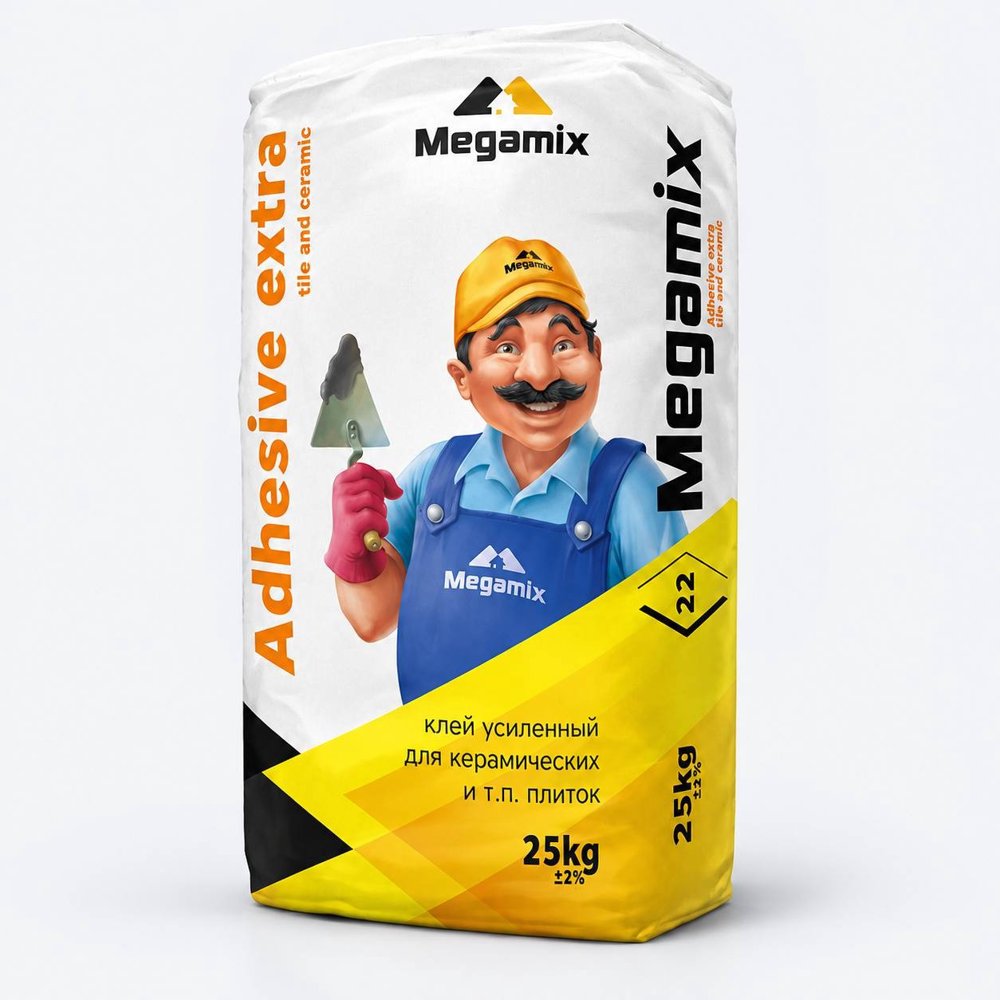 Megamix
Adhesive extra
tile and ceramic
Megamix
Megamix
клей усиленный
для керамических
и т.п. плиток
25kg
±2%
Megamix
Adhesive extra
tile and ceramic
22
25kg
±2%